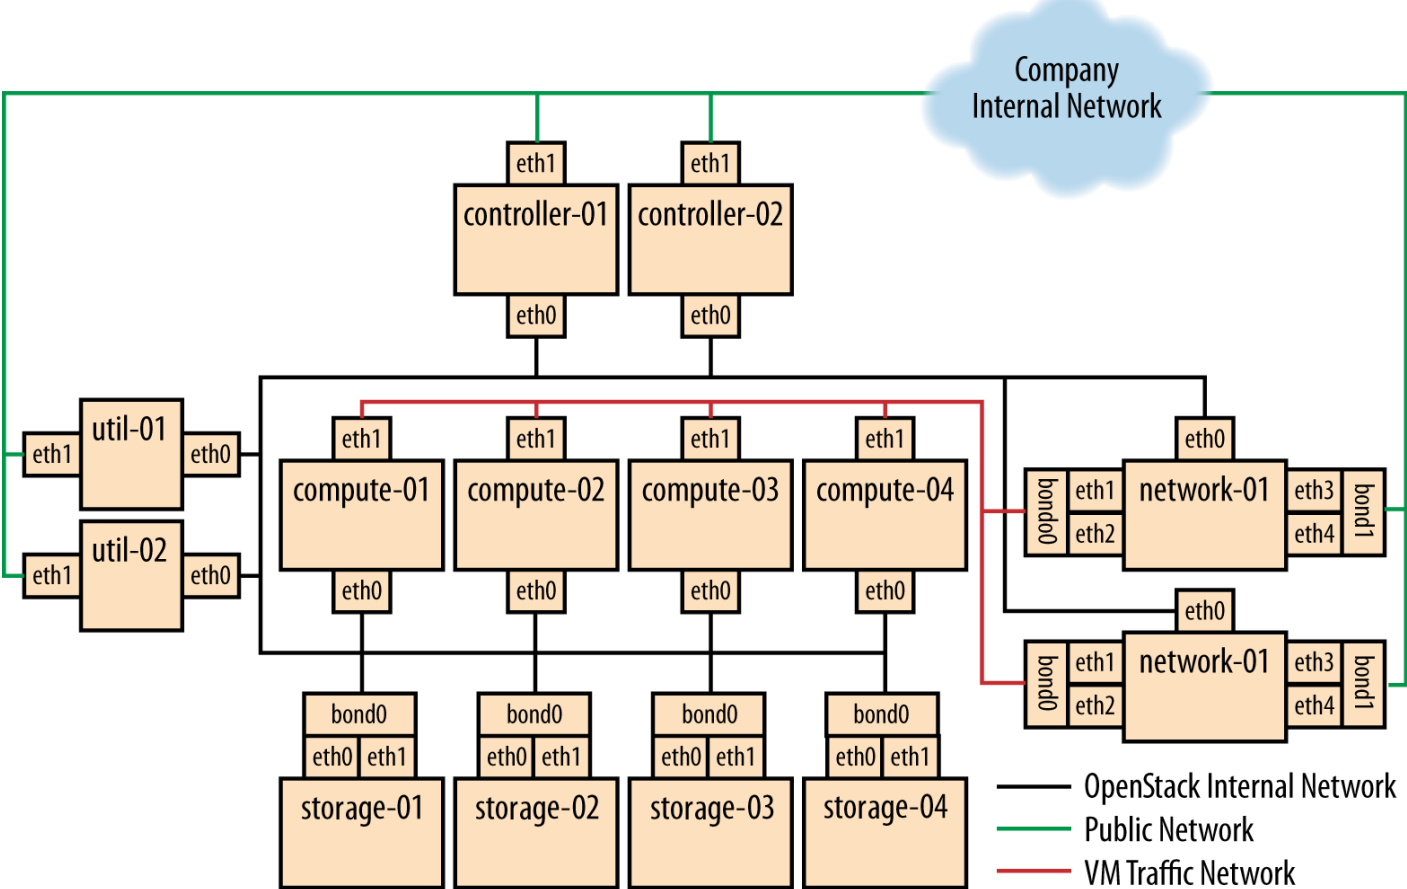 Company
Internal Network
eth1
eth1
controller-01
controller-02
eth0
eth0
util-01
eth1
eth0
util-02
eth1
eth0
eth1
eth1
eth1
eth1
compute-01
compute-02
compute-03
compute-04
eth0
eth0
eth0
eth0
eth0
bondo0
eth1
eth2
network-01
eth3
eth4
bond1
eth0
bond0
eth1
eth2
network-01
eth3
eth4
bond1
bond0
bond0
bond0
bond0
eth0 eth1
eth0 eth1
eth0 eth1
eth0 eth1
storage-01
storage-02
storage-03
storage-04
OpenStack Internal Network
Public Network
VM Traffic Network